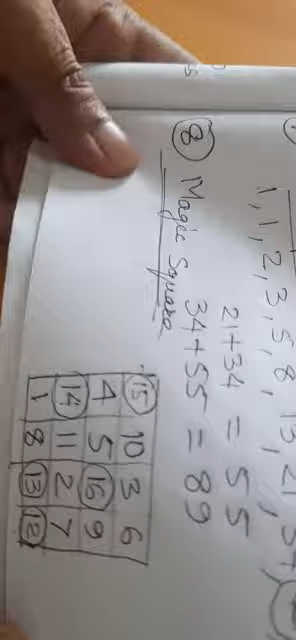 1, 1, 2, 3, 5, 8, 13, 21, 34,
21+34 = 55
34+55 = 89
8 Magic Square
15 10 3 6
4 5 16 9
14 11 2 7
1 8 13 12